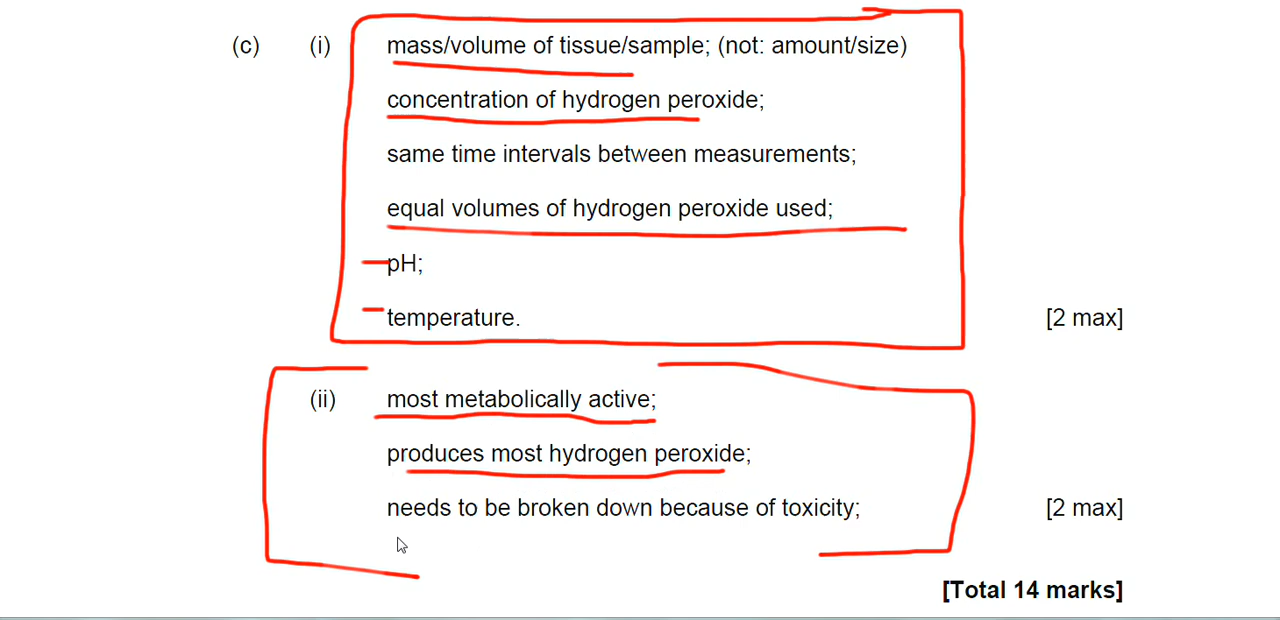 (c) (i) mass/volume of tissue/sample; (not: amount/size)
concentration of hydrogen peroxide;
same time intervals between measurements;
equal volumes of hydrogen peroxide used;
pH;
temperature. [2 max]
(ii) most metabolically active;
produces most hydrogen peroxide;
needs to be broken down because of toxicity; [2 max]
[Total 14 marks]